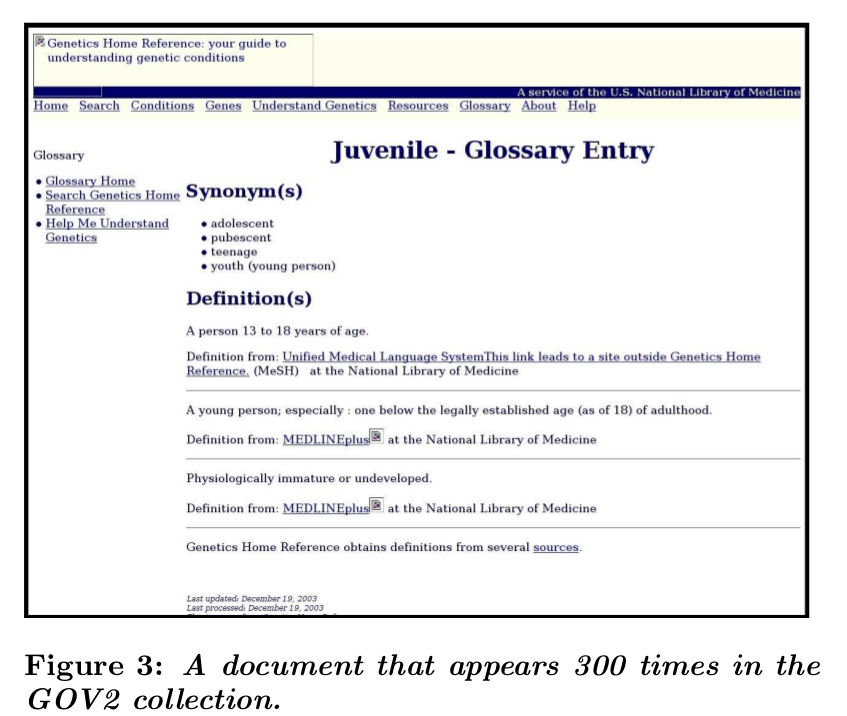 Genetics Home Reference: your guide to
understanding genetic conditions
A service of the U.S. National Library of Medicine
Home Search Conditions Genes Understand Genetics Resources Glossary About Help
Glossary
• Glossary Home
• Search Genetics Home
Reference
• Help Me Understand
Genetics
Juvenile - Glossary Entry
Synonym(s)
• adolescent
• pubescent
• teenage
• youth (young person)
Definition(s)
A person 13 to 18 years of age.
Definition from: Unified Medical Language SystemThis link leads to a site outside Genetics Home
Reference. (MeSH) at the National Library of Medicine
A young person; especially : one below the legally established age (as of 18) of adulthood.
Definition from: MEDLINEplus at the National Library of Medicine
Physiologically immature or undeveloped.
Definition from: MEDLINEplus at the National Library of Medicine
Genetics Home Reference obtains definitions from several sources.
Last updated: December 19, 2003
Last processed: December 19, 2003
Figure 3: A document that appears 300 times in the
GOV2 collection.